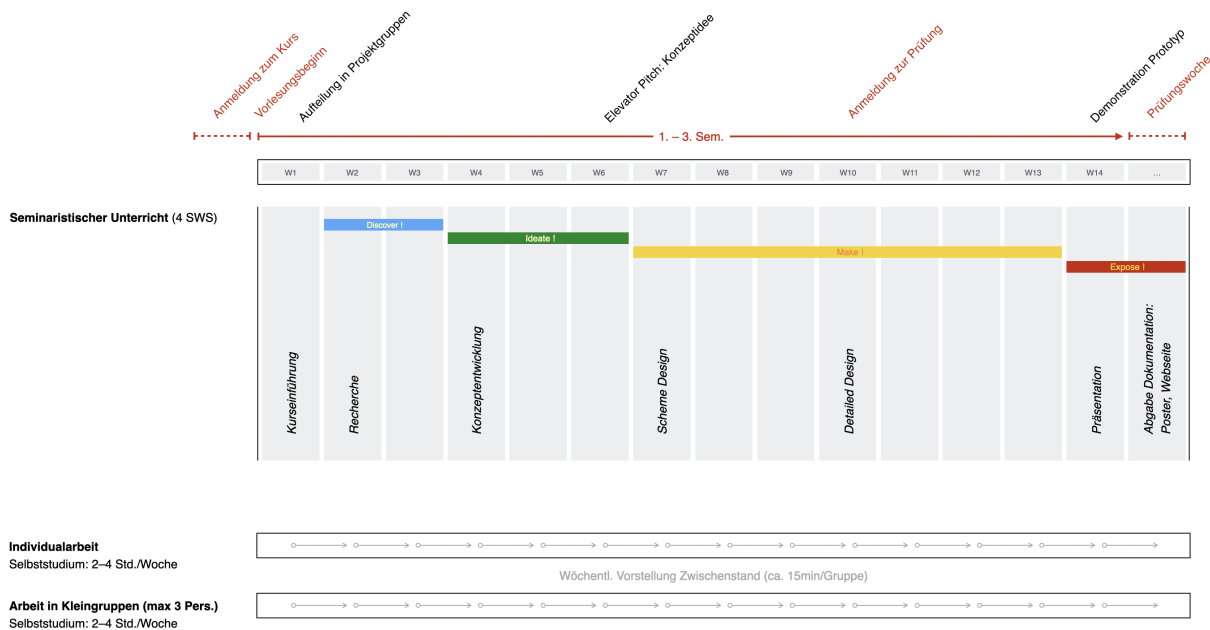 Anmeldung zum Kurs
Vorlesungsbeginn
Aufteilung in Projektgruppen
Elevator Pitch: Konzeptidee
Anmeldung zur Prüfung
Demonstration Prototyp
Prüfungswoche
1. – 3. Sem.
W1 W2 W3 W4 W5 W6 W7 W8 W9 W10 W11 W12 W13 W14 ...
Seminaristischer Unterricht (4 SWS)
Discover !
Ideate !
Make !
Expose !
Kurseinführung
Recherche
Konzeptentwicklung
Scheme Design
Detailed Design
Präsentation
Abgabe Dokumentation:
Poster, Webseite
Individualarbeit
Selbststudium: 2–4 Std./Woche
Wöchentl. Vorstellung Zwischenstand (ca. 15min/Gruppe)
Arbeit in Kleingruppen (max 3 Pers.)
Selbststudium: 2–4 Std./Woche